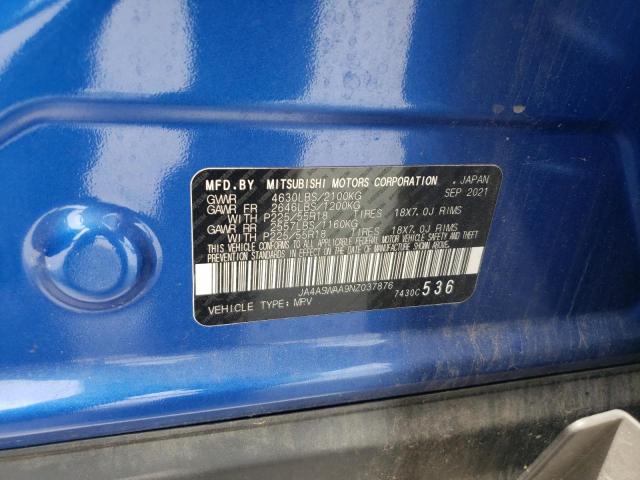 MFD.BY MITSUBISHI MOTORS CORPORATION , JAPAN
GVWR 4630LBS/2100KG SEP 2021
GAWR FR 2646LBS/1200KG
WITH P225/55R18 TIRES 18X7.0J RIMS
GAWR RR 2557LBS/1160KG
WITH P225/55R18 TIRES 18X7.0J RIMS
THIS VEHICLE CONFORMS TO ALL APPLICABLE FEDERAL MOTOR VEHICLE SAFETY, BUMPER, AND THEFT
PREVENTION STANDARDS IN EFFECT ON THE DATE OF MANUFACTURE SHOWN ABOVE.
JA4ASWAA9NZ037876 7430C 536
VEHICLE TYPE: MPV